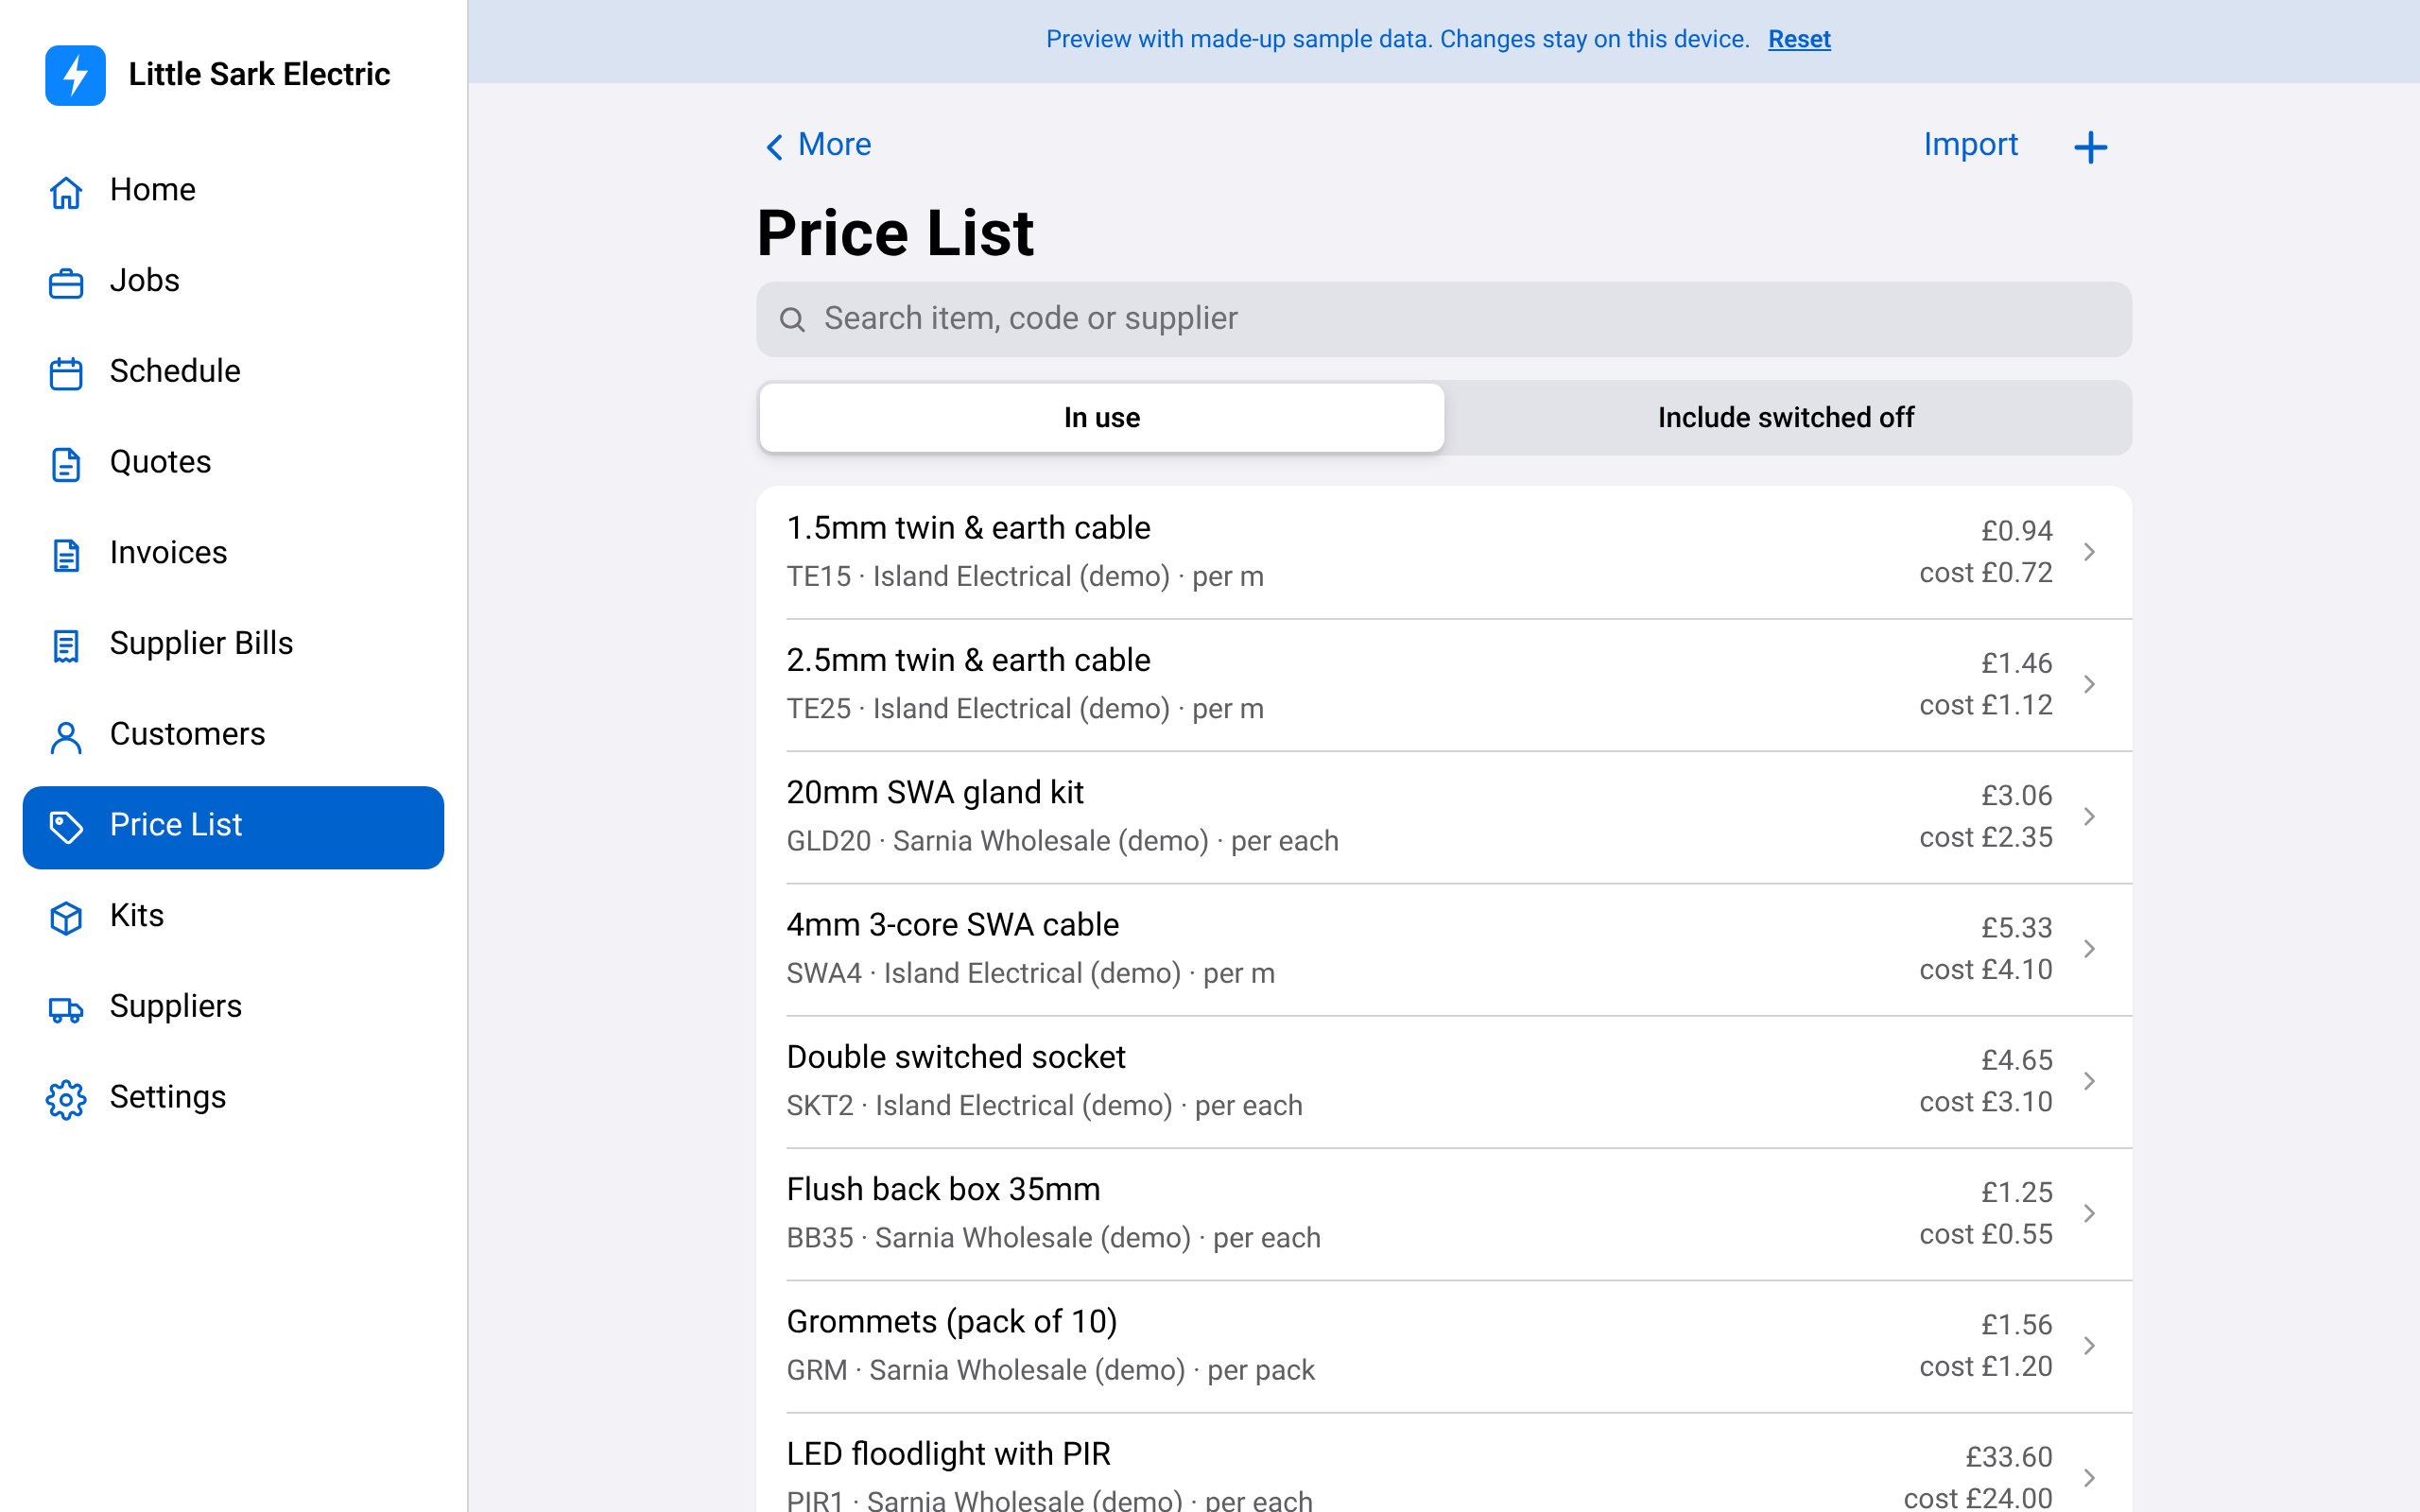 Little Sark Electric
Home
Jobs
Schedule
Quotes
Invoices
Supplier Bills
Customers
Price List
Kits
Suppliers
Settings
Preview with made-up sample data. Changes stay on this device. Reset
More
Import
Price List
Search item, code or supplier
In use
Include switched off
1.5mm twin & earth cable
£0.94
TE15 · Island Electrical (demo) · per m
cost £0.72
2.5mm twin & earth cable
£1.46
TE25 · Island Electrical (demo) · per m
cost £1.12
20mm SWA gland kit
£3.06
GLD20 · Sarnia Wholesale (demo) · per each
cost £2.35
4mm 3-core SWA cable
£5.33
SWA4 · Island Electrical (demo) · per m
cost £4.10
Double switched socket
£4.65
SKT2 · Island Electrical (demo) · per each
cost £3.10
Flush back box 35mm
£1.25
BB35 · Sarnia Wholesale (demo) · per each
cost £0.55
Grommets (pack of 10)
£1.56
GRM · Sarnia Wholesale (demo) · per pack
cost £1.20
LED floodlight with PIR
£33.60
PIR1 · Sarnia Wholesale (demo) · per each
cost £24.00